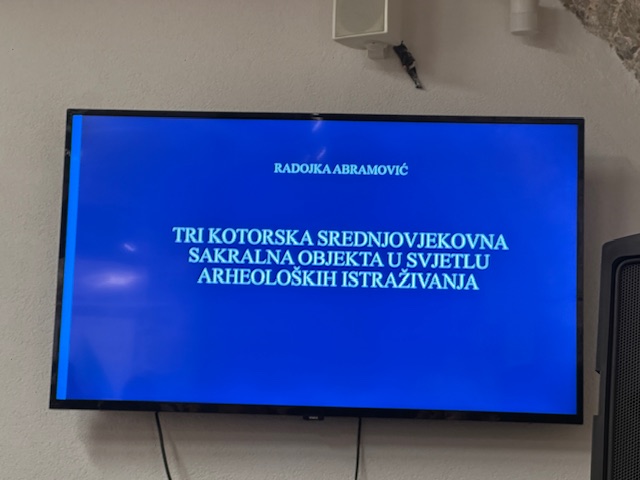 RADOJKA ABRAMOVIĆ
TRI KOTORSKA SREDNJOVJEKOVNA
SAKRALNA OBJEKTA U SVJETLU
ARHEOLOŠKIH ISTRAŽIVANJA